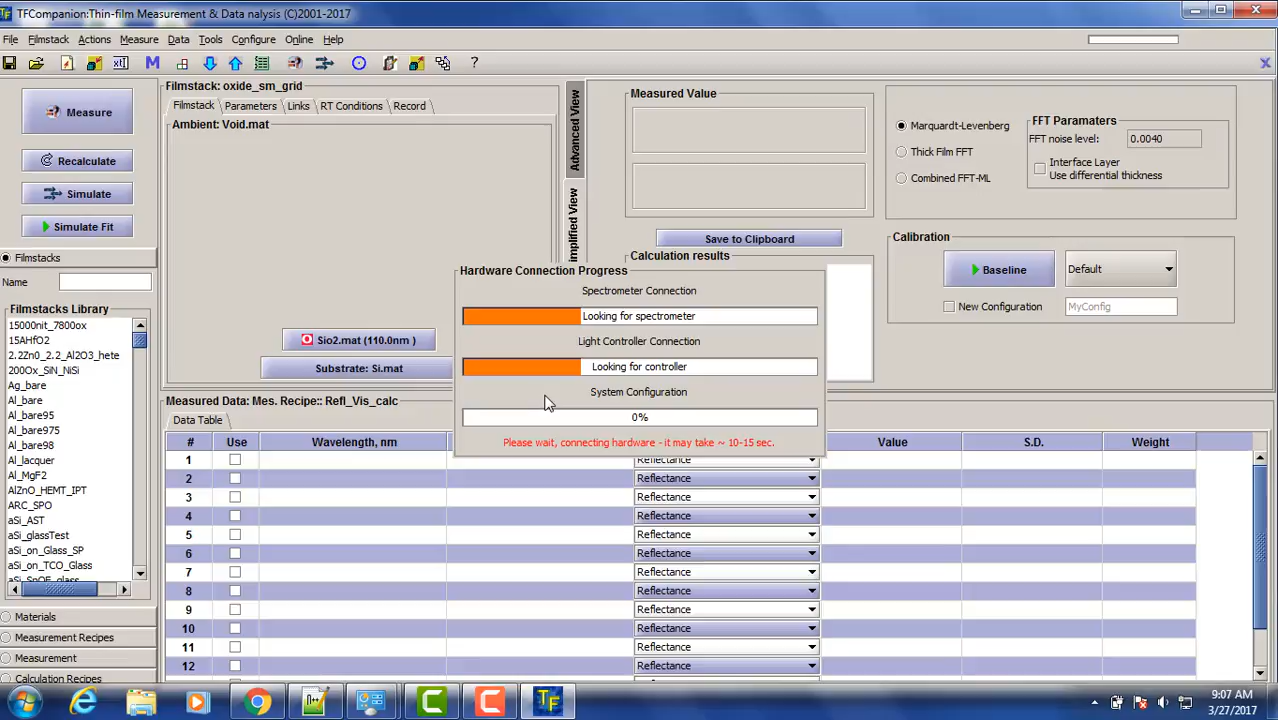 TFCompanion:Thin-film Measurement & Data nalysis (C)2001-2017
File Filmstack Actions Measure Data Tools Configure Online Help
M ?
Measure
Recalculate
Simulate
Simulate Fit
Filmstacks
Name
Filmstacks Library
15000nit_7800ox
15AHfO2
2.2Zn0_2.2_Al2O3_hete
200Ox_SiN_NiSi
Ag_bare
Al_bare
Al_bare95
Al_bare975
Al_bare98
Al_lacquer
Al_MgF2
AlZnO_HEMT_IPT
ARC_SPO
aSi_AST
aSi_glassTest
aSi_on_Glass_SP
aSi_on_TCO_Glass
aSi_SpOE_glass
Materials
Measurement Recipes
Measurement
Calculation Recipes
Filmstack: oxide_sm_grid
Filmstack Parameters Links RT Conditions Record
Ambient: Void.mat
Sio2.mat (110.0nm )
Substrate: Si.mat
Advanced View
implified View
Measured Value
Save to Clipboard
Calculation results
Marquardt-Levenberg
Thick Film FFT
Combined FFT-ML
FFT Paramaters
FFT noise level: 0.0040
Interface Layer
Use differential thickness
Calibration
Baseline
Default
New Configuration
MyConfig
Hardware Connection Progress
Spectrometer Connection
Looking for spectrometer
Light Controller Connection
Looking for controller
System Configuration
0%
Please wait, connecting hardware - it may take ~ 10-15 sec.
Measured Data: Mes. Recipe:: Refl_Vis_calc
Data Table
# Use Wavelength, nm Value S.D. Weight
1 Reflectance
2 Reflectance
3 Reflectance
4 Reflectance
5 Reflectance
6 Reflectance
7 Reflectance
8 Reflectance
9 Reflectance
10 Reflectance
11 Reflectance
12 Reflectance
TF
9:07 AM
3/27/2017